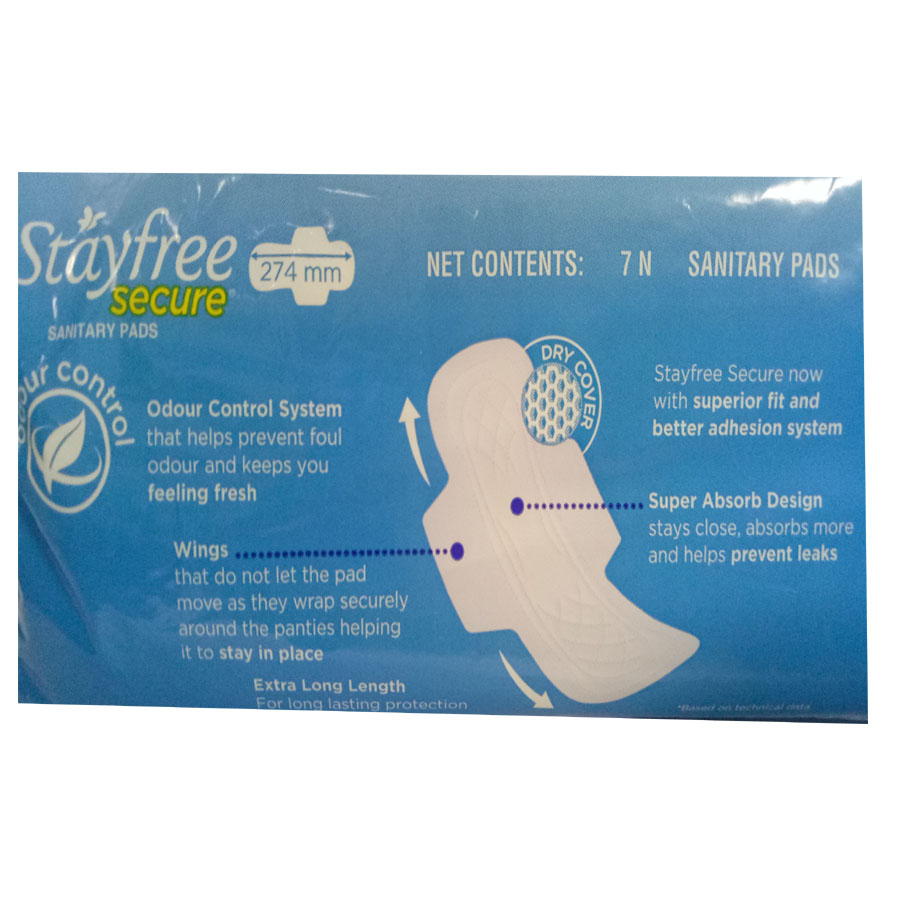 Stayfree
secure
SANITARY PADS
274 mm
NET CONTENTS: 7 N SANITARY PADS
odour control
Odour Control System
that helps prevent foul
odour and keeps you
feeling fresh
DRY COVER
Stayfree Secure now
with superior fit and
better adhesion system
Super Absorb Design
stays close, absorbs more
and helps prevent leaks
Wings
that do not let the pad
move as they wrap securely
around the panties helping
it to stay in place
Extra Long Length
For long lasting protection
*Based on technical data